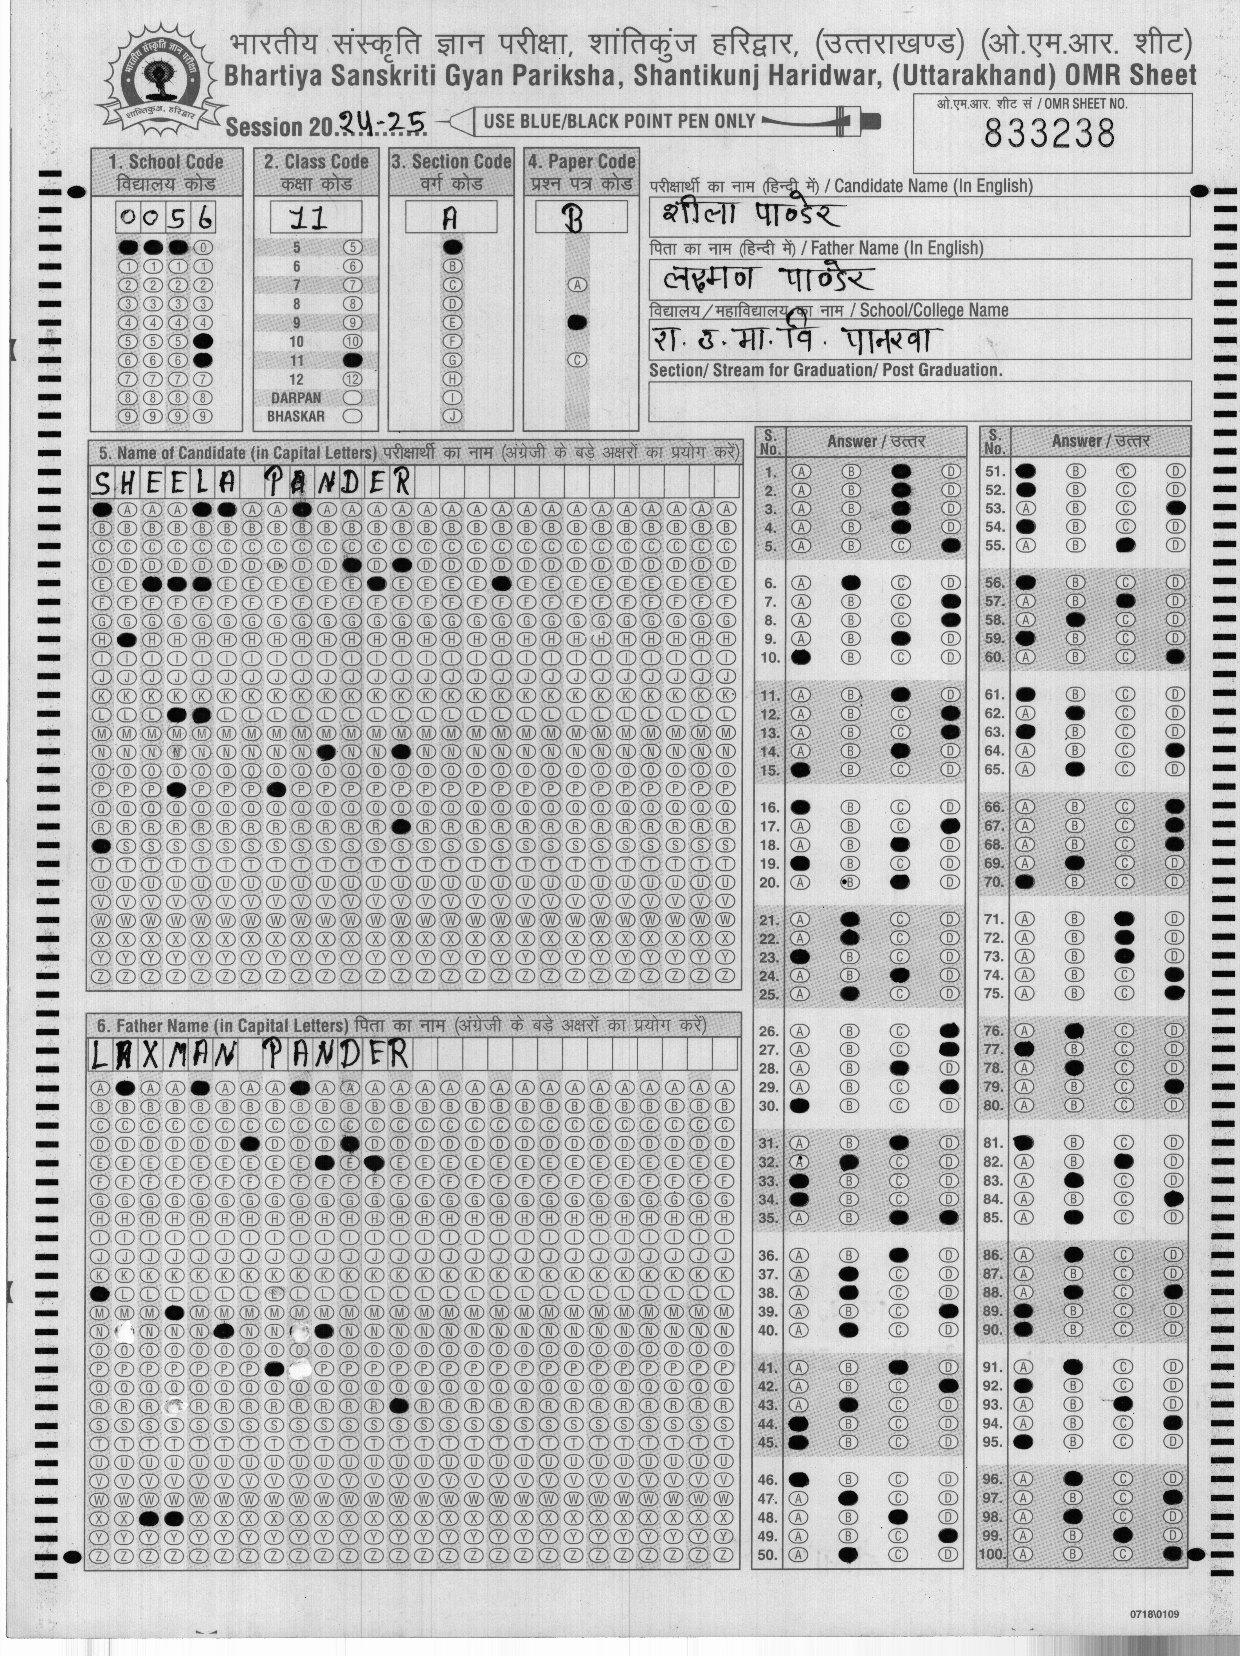 भारतीय संस्कृति ज्ञान परीक्षा, शांतिकुंज हरिद्वार, (उत्तराखण्ड) (ओ.एम.आर. शीट)
Bhartiya Sanskriti Gyan Pariksha, Shantikunj Haridwar, (Uttarakhand) OMR Sheet
Session 20 24-25 USE BLUE/BLACK POINT PEN ONLY
ओ.एम.आर. शीट सं / OMR SHEET NO.
833238
1. School Code
विद्यालय कोड
0056
2. Class Code
कक्षा कोड
11
5
6
7
8
9
10
11
12
DARPAN
BHASKAR
3. Section Code
वर्ग कोड
A
4. Paper Code
प्रश्न पत्र कोड
B
परीक्षार्थी का नाम (हिन्दी में) / Candidate Name (In English)
शीला पाण्डेर
पिता का नाम (हिन्दी में) / Father Name (In English)
लक्ष्मण पाण्डेर
विद्यालय/महाविद्यालय का नाम / School/College Name
रा. उ. मा. वि. पानरवा
Section/ Stream for Graduation/ Post Graduation.
5. Name of Candidate (in Capital Letters) परीक्षार्थी का नाम (अंग्रेजी के बड़े अक्षरों का प्रयोग करें)
SHEELA PANDER
6. Father Name (in Capital Letters) पिता का नाम (अंग्रेजी के बड़े अक्षरों का प्रयोग करें)
LAXMAN PANDER
S. No. Answer / उत्तर
S. No. Answer / उत्तर
0718\0109